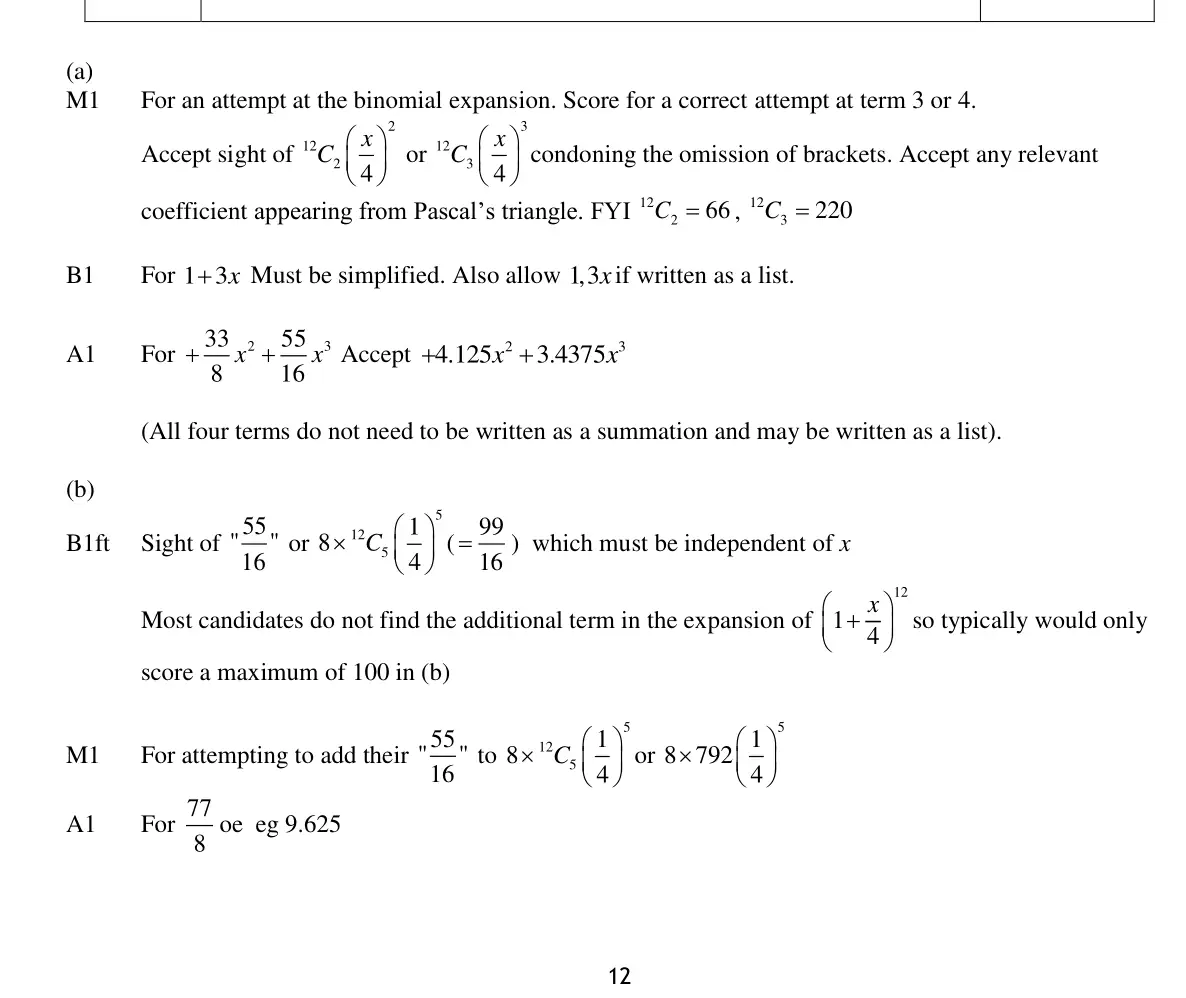 (a)
M1 For an attempt at the binomial expansion. Score for a correct attempt at term 3 or 4.
Accept sight of ¹²C₂(x/4)² or ¹²C₃(x/4)³ condoning the omission of brackets. Accept any relevant
coefficient appearing from Pascal's triangle. FYI ¹²C₂ = 66 , ¹²C₃ = 220
B1 For 1+3x Must be simplified. Also allow 1,3x if written as a list.
A1 For +33/8 x² + 55/16 x³ Accept +4.125x² +3.4375x³
(All four terms do not need to be written as a summation and may be written as a list).
(b)
B1ft Sight of "55/16" or 8× ¹²C₅(1/4)⁵ (= 99/16 ) which must be independent of x
Most candidates do not find the additional term in the expansion of (1+ x/4)¹² so typically would only
score a maximum of 100 in (b)
M1 For attempting to add their "55/16" to 8× ¹²C₅(1/4)⁵ or 8×792(1/4)⁵
A1 For 77/8 oe eg 9.625
12